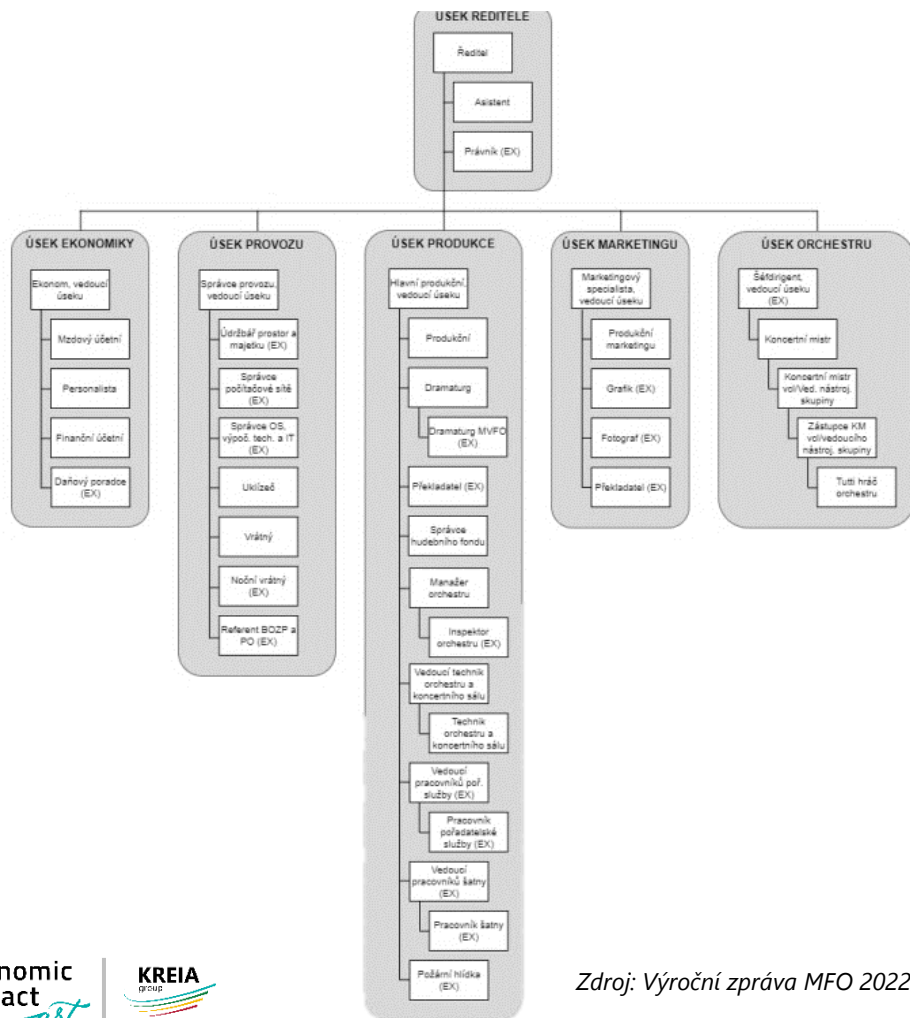 ÚSEK ŘEDITELE
Ředitel
Asistent
Právník (EX)
ÚSEK EKONOMIKY
Ekonom, vedoucí
úseku
Mzdový účetní
Personalista
Finanční účetní
Daňový poradce
(EX)
ÚSEK PROVOZU
Správce provozu,
vedoucí úseku
Údržbář prostor a
majetku (EX)
Správce
počítačové sítě
(EX)
Správce OS,
výpoč. tech. a IT
(EX)
Uklízeč
Vrátný
Noční vrátný
(EX)
Referent BOZP a
PO (EX)
ÚSEK PRODUKCE
Hlavní produkční,
vedoucí úseku
Produkční
Dramaturg
Dramaturg MVFO
(EX)
Překladatel (EX)
Správce
hudebního fondu
Manažer
orchestru
Inspektor
orchestru (EX)
Vedoucí technik
orchestru a
koncertního sálu
Technik
orchestru a
koncertního sálu
Vedoucí
pracovníků poř.
služby (EX)
Pracovník
pořadatelské
služby (EX)
Vedoucí
pracovníků šatny
(EX)
Pracovník šatny
(EX)
Požární hlídka
(EX)
ÚSEK MARKETINGU
Marketingový
specialista,
vedoucí úseku
Produkční
marketingu
Grafik (EX)
Fotograf (EX)
Překladatel (EX)
ÚSEK ORCHESTRU
Šéfdirigent,
vedoucí úseku
(EX)
Koncertní mistr
Koncertní mistr
vcl/Ved. nástroj.
skupiny
Zástupce KM
vcl/vedoucího
nástroj. skupiny
Tutti hráč
orchestru
nomic
act
KREIA
group
Zdroj: Výroční zpráva MFO 2022